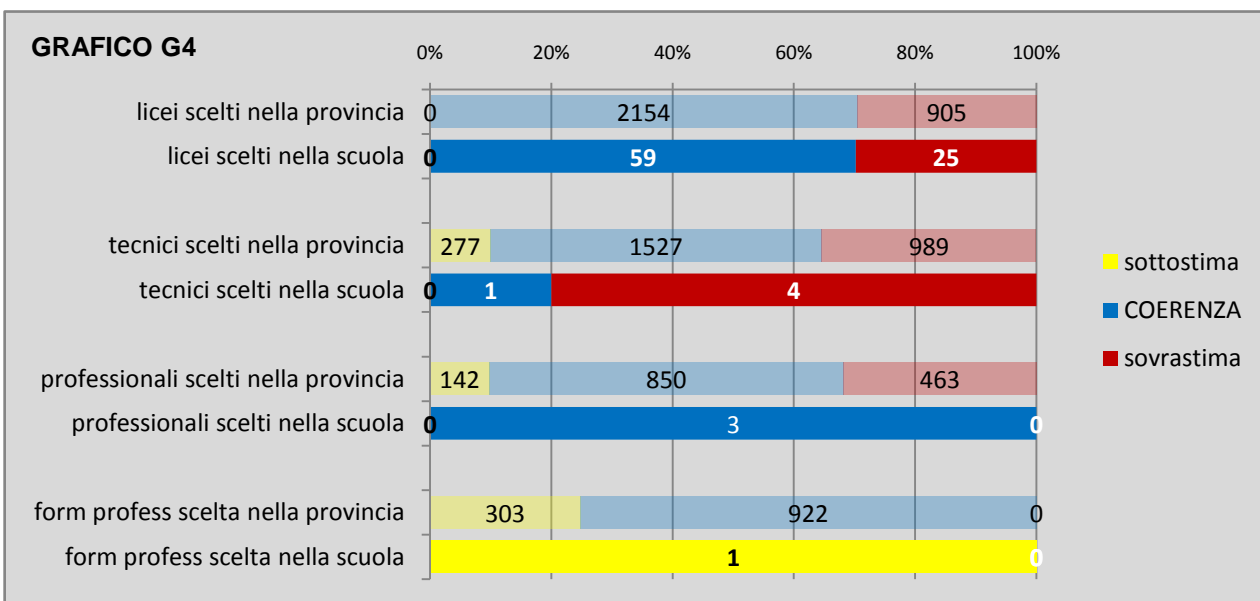 GRAFICO G4
0% 20% 40% 60% 80% 100%
licei scelti nella provincia 0 2154 905
licei scelti nella scuola 0 59 25
tecnici scelti nella provincia 277 1527 989
tecnici scelti nella scuola 0 1 4
professionali scelti nella provincia 142 850 463
professionali scelti nella scuola 0 3 0
form profess scelta nella provincia 303 922 0
form profess scelta nella scuola 1 0
sottostima
COERENZA
sovrastima